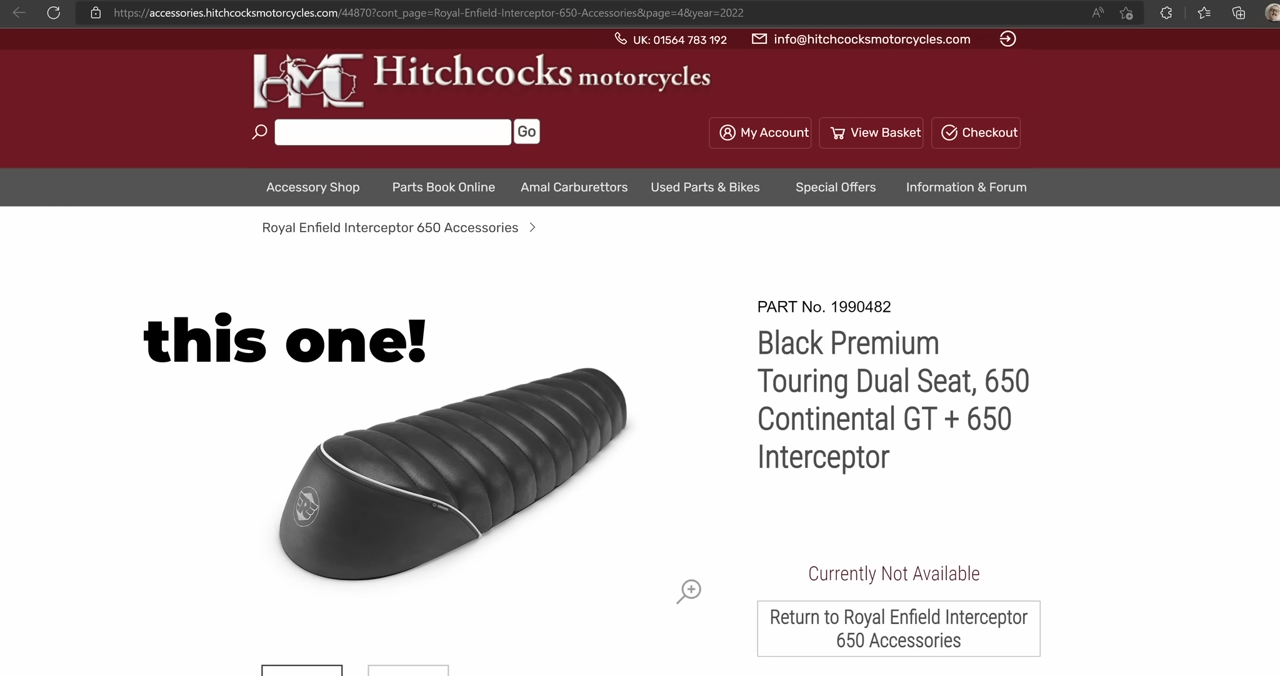 https://accessories.hitchcocksmotorcycles.com/44870?cont_page=Royal-Enfield-Interceptor-650-Accessories&page=4&year=2022
UK: 01564 783 192 info@hitchcocksmotorcycles.com
HMC Hitchcocks motorcycles
Go
My Account View Basket Checkout
Accessory Shop Parts Book Online Amal Carburettors Used Parts & Bikes Special Offers Information & Forum
Royal Enfield Interceptor 650 Accessories >
this one!
PART No. 1990482
Black Premium
Touring Dual Seat, 650
Continental GT + 650
Interceptor
Currently Not Available
Return to Royal Enfield Interceptor
650 Accessories